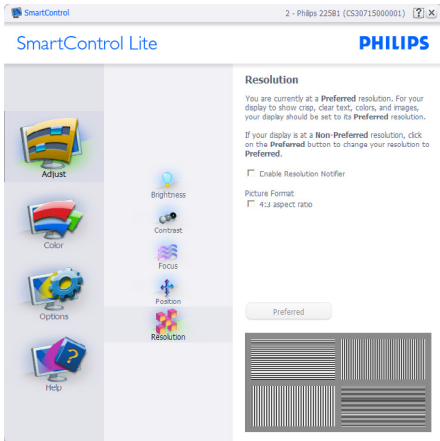 SmartControl
2 - Philips 225B1 (CS30715000001)
SmartControl Lite
PHILIPS
Adjust
Color
Options
Help
Brightness
Contrast
Focus
Position
Resolution
Resolution
You are currently at a Preferred resolution. For your
display to show crisp, clear text, colors, and images,
your display should be set to its Preferred resolution.
If your display is at a Non-Preferred resolution, click
on the Preferred button to change your resolution to
Preferred.
Enable Resolution Notifier
Picture Format
4:3 aspect ratio
Preferred